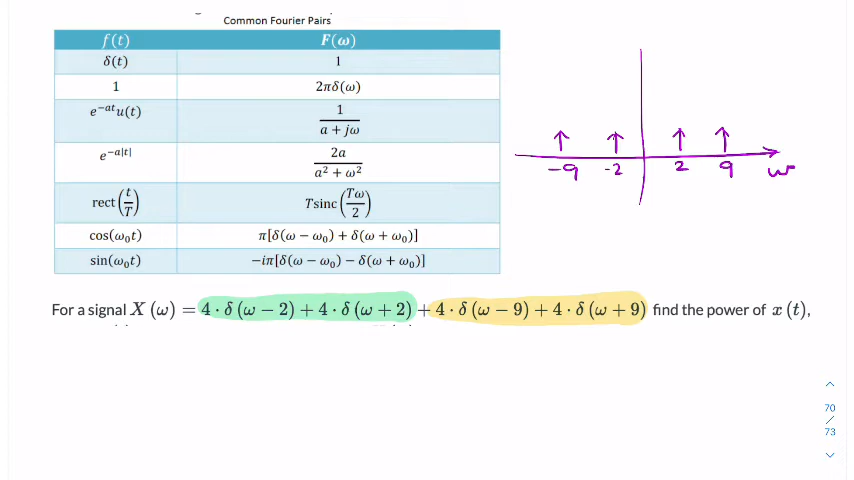 Common Fourier Pairs
f(t) F(ω)
δ(t) 1
1 2πδ(ω)
e^{-at}u(t) 1/(a + jω)
e^{-a|t|} 2a/(a² + ω²)
rect(t/T) Tsinc(Tω/2)
cos(ω₀t) π[δ(ω − ω₀) + δ(ω + ω₀)]
sin(ω₀t) −iπ[δ(ω − ω₀) − δ(ω + ω₀)]
-9 -2 2 9 w
For a signal X (ω) = 4 · δ (ω − 2) + 4 · δ (ω + 2) + 4 · δ (ω − 9) + 4 · δ (ω + 9) find the power of x (t),
70
/
73